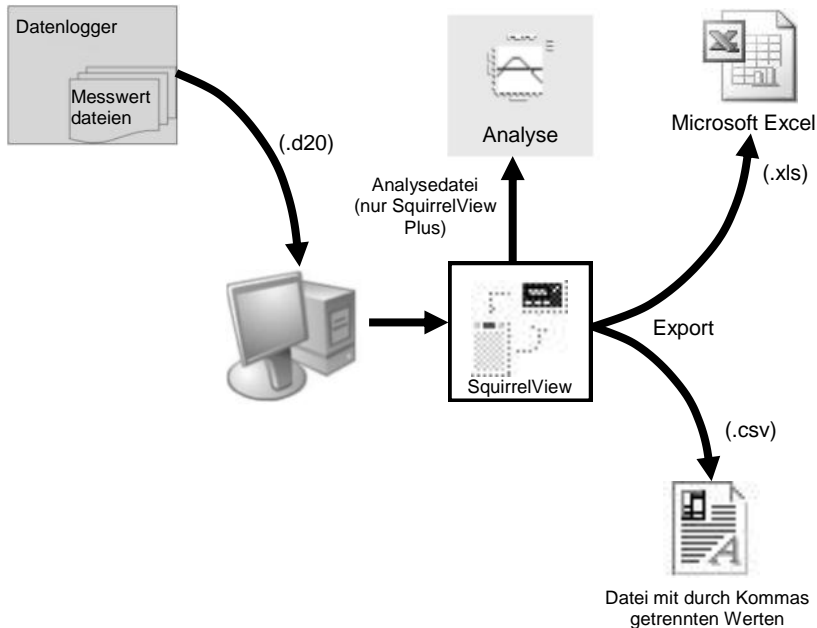 Datenlogger
Messwert
dateien
(.d20)
Analyse
Microsoft Excel
(.xls)
Analysedatei
(nur SquirrelView
Plus)
SquirrelView
Export
(.csv)
Datei mit durch Kommas
getrennten Werten